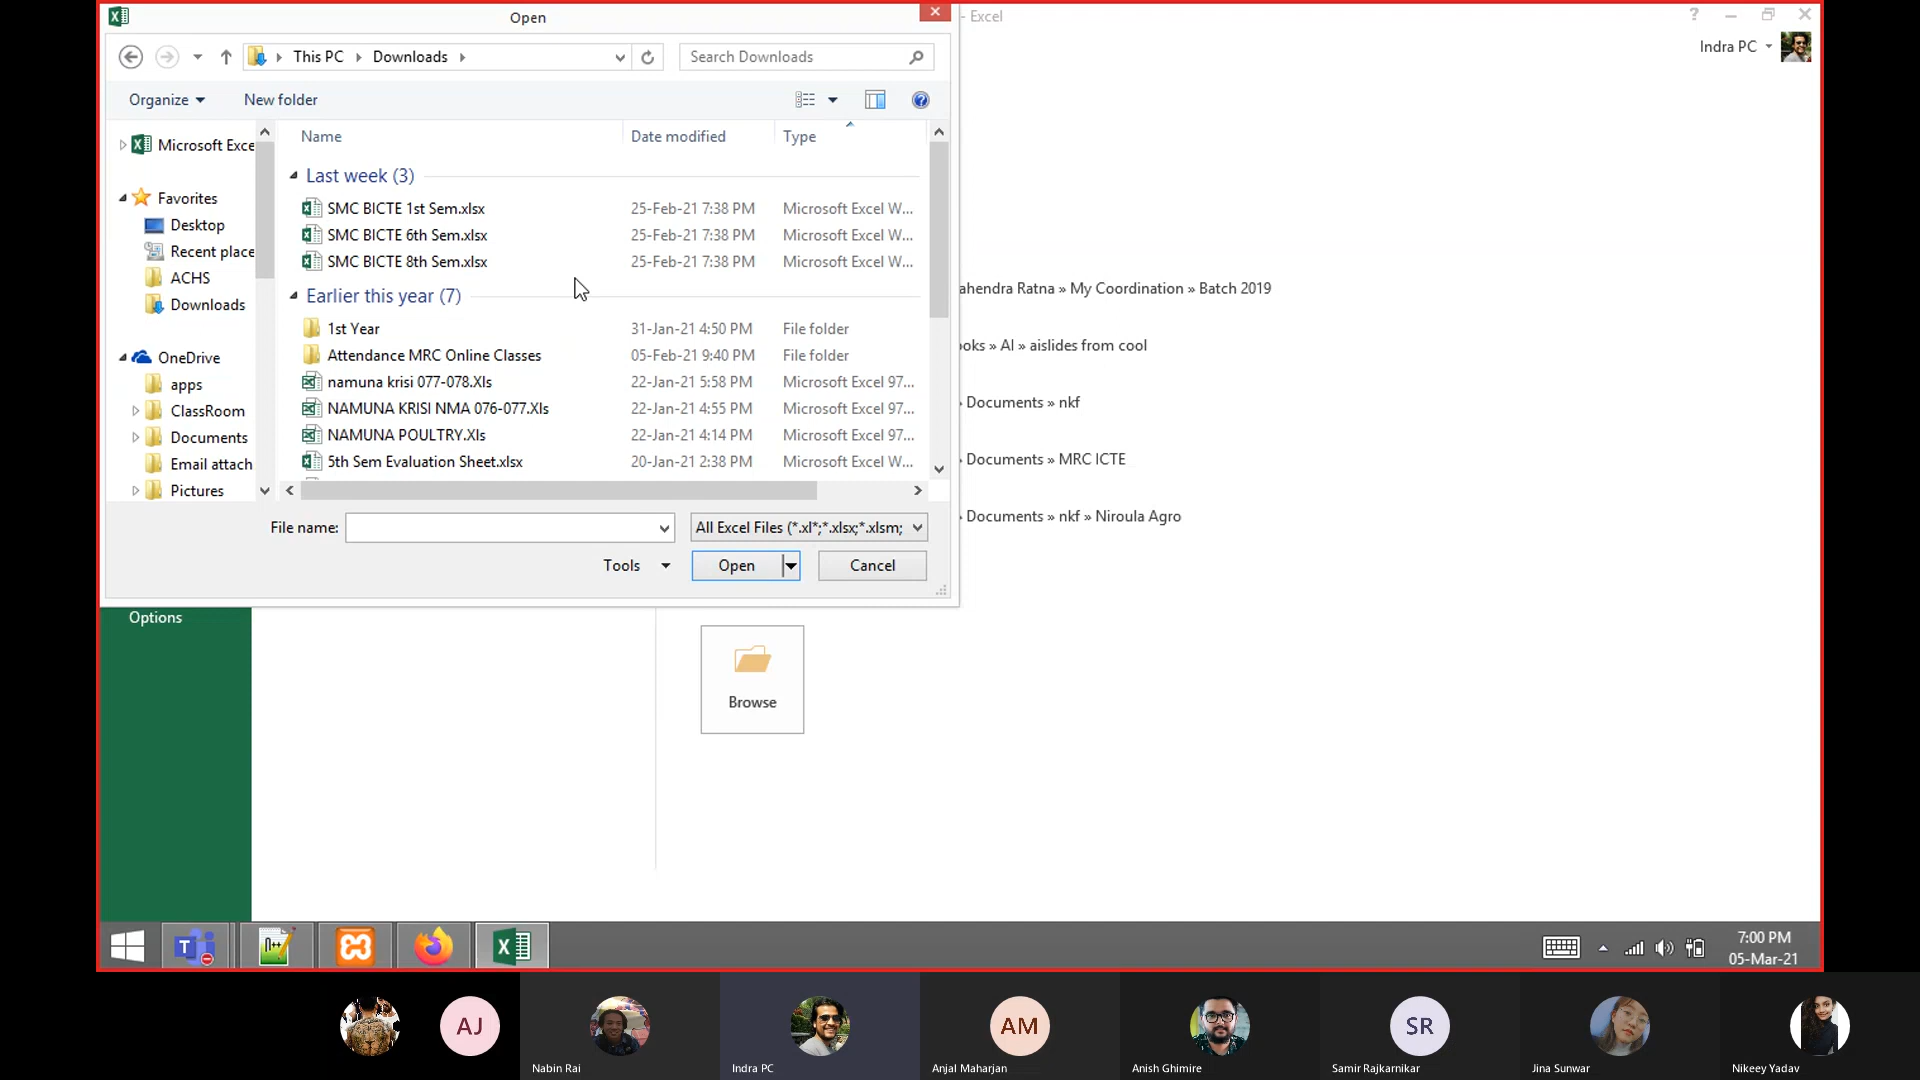 Open
- Excel
?
Indra PC
This PC
Downloads
Search Downloads
Organize
New folder
Name
Date modified
Type
Microsoft Exce
Favorites
Desktop
Recent place
ACHS
Downloads
OneDrive
apps
ClassRoom
Documents
Email attach
Pictures
Last week (3)
SMC BICTE 1st Sem.xlsx 25-Feb-21 7:38 PM Microsoft Excel W...
SMC BICTE 6th Sem.xlsx 25-Feb-21 7:38 PM Microsoft Excel W...
SMC BICTE 8th Sem.xlsx 25-Feb-21 7:38 PM Microsoft Excel W...
Earlier this year (7)
1st Year 31-Jan-21 4:50 PM File folder
Attendance MRC Online Classes 05-Feb-21 9:40 PM File folder
namuna krisi 077-078.Xls 22-Jan-21 5:58 PM Microsoft Excel 97...
NAMUNA KRISI NMA 076-077.Xls 22-Jan-21 4:55 PM Microsoft Excel 97...
NAMUNA POULTRY.Xls 22-Jan-21 4:14 PM Microsoft Excel 97...
5th Sem Evaluation Sheet.xlsx 20-Jan-21 2:38 PM Microsoft Excel W...
File name:
All Excel Files (*.xl*;*.xlsx;*.xlsm;
Tools
Open
Cancel
ahendra Ratna » My Coordination » Batch 2019
ooks » AI » aislides from cool
» Documents » nkf
» Documents » MRC ICTE
» Documents » nkf » Niroula Agro
Options
Browse
7:00 PM
05-Mar-21
AJ
AM
SR
Nabin Rai
Indra PC
Anjal Maharjan
Anish Ghimire
Samir Rajkarnikar
Jina Sunwar
Nikeey Yadav